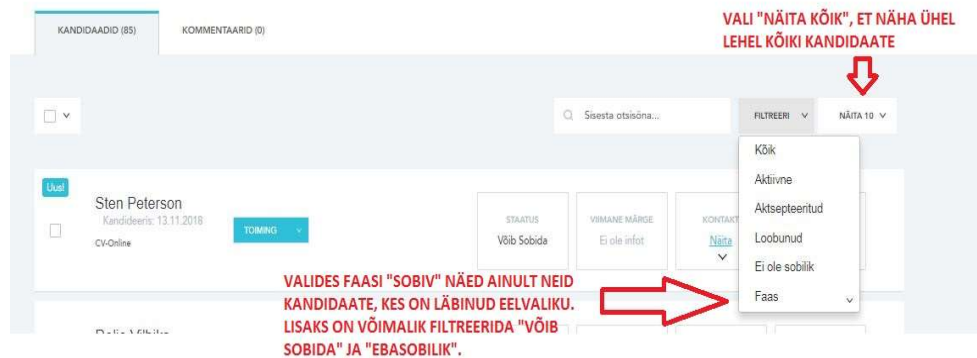 KANDIDAADID (85) KOMMENTAARID (0)
VALI "NÄITA KÕIK", ET NÄHA ÜHEL
LEHEL KÕIKI KANDIDAATE
Sisesta otsisõna... FILTREERI NÄITA 10
Kõik
Aktiivne
Aktsepteeritud
Loobunud
Ei ole sobilik
Faas
Uus!
Sten Peterson
Kandideeris: 13.11.2018
CV-Online
TOIMING
STAATUS
Võib Sobida
VIIMANE MÄRGE
Ei ole infot
KONTAKT
Näita
VALIDES FAASI "SOBIV" NÄED AINULT NEID
KANDIDAATE, KES ON LÄBINUD EELVALIKU.
LISAKS ON VÕIMALIK FILTREERIDA "VÕIB
SOBIDA" JA "EBASOBILIK".